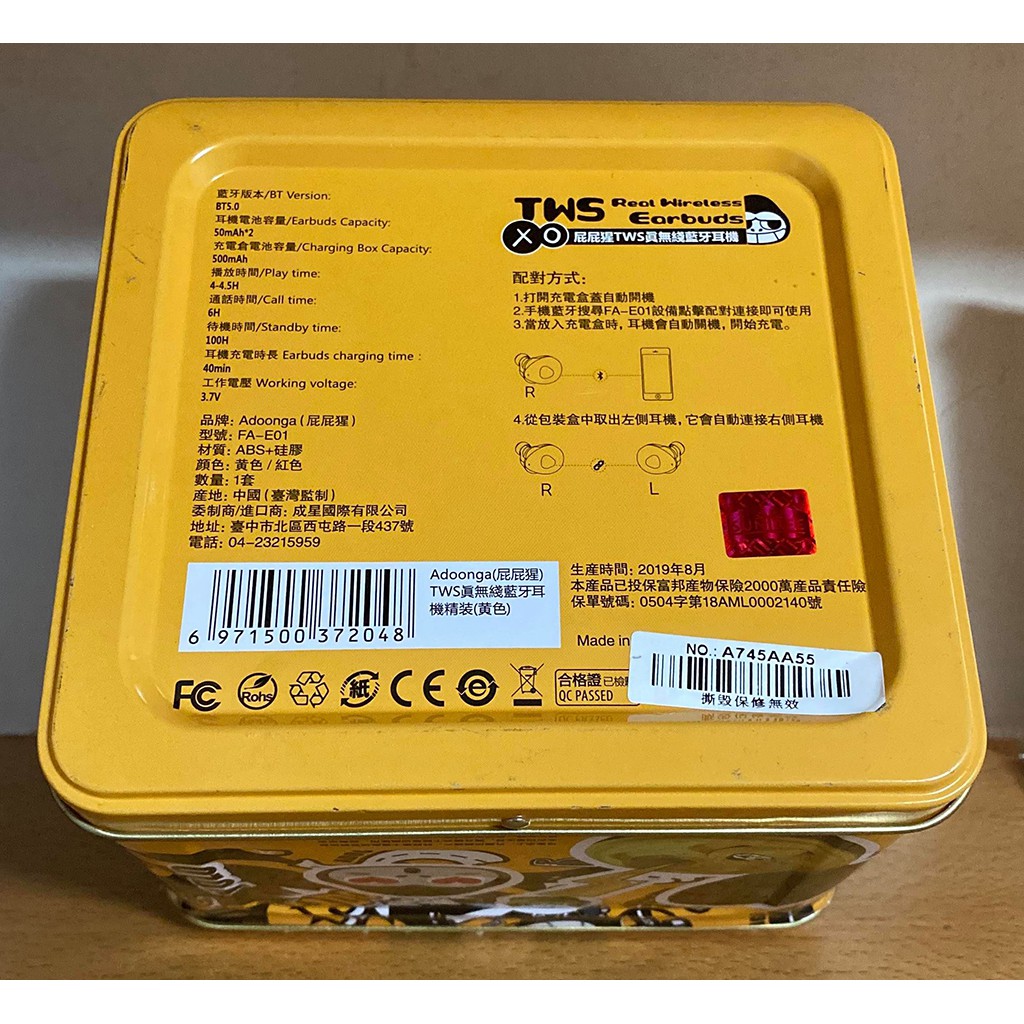 藍牙版本/BT Version:
BT5.0
耳機電池容量/Earbuds Capacity:
50mAh*2
充電倉電池容量/Charging Box Capacity:
500mAh
播放時間/Play time:
4-4.5H
通話時間/Call time:
6H
待機時間/Standby time:
100H
耳機充電時長 Earbuds charging time :
40min
工作電壓 Working voltage:
3.7V
品牌: Adoonga (屁屁猩)
型號: FA-E01
材質: ABS+硅膠
顔色: 黃色 / 紅色
數量: 1套
産地: 中國 (臺灣監制)
委制商/進口商: 成星國際有限公司
地址: 臺中市北區西屯路一段437號
電話: 04-23215959
TWS Real Wireless
Earbuds
XO 屁屁猩TWS眞無綫藍牙耳機
配對方式:
1.打開充電盒蓋自動開機
2.手機藍牙搜尋FA-E01設備點擊配對連接即可使用
3.當放入充電盒時, 耳機會自動關機, 開始充電。
R
4.從包裝盒中取出左側耳機, 它會自動連接右側耳機
R L
生産時間: 2019年8月
本產品已投保富邦産物保險2000萬產品責任險
保單號碼: 0504字第18AML0002140號
Adoonga(屁屁猩)
TWS眞無綫藍牙耳
機精裝(黃色)
6 971500 372048
Made in
NO.: A745AA55
撕毀保修無效
FC RoHS 紙 CE e
合格證 已檢
QC PASSED